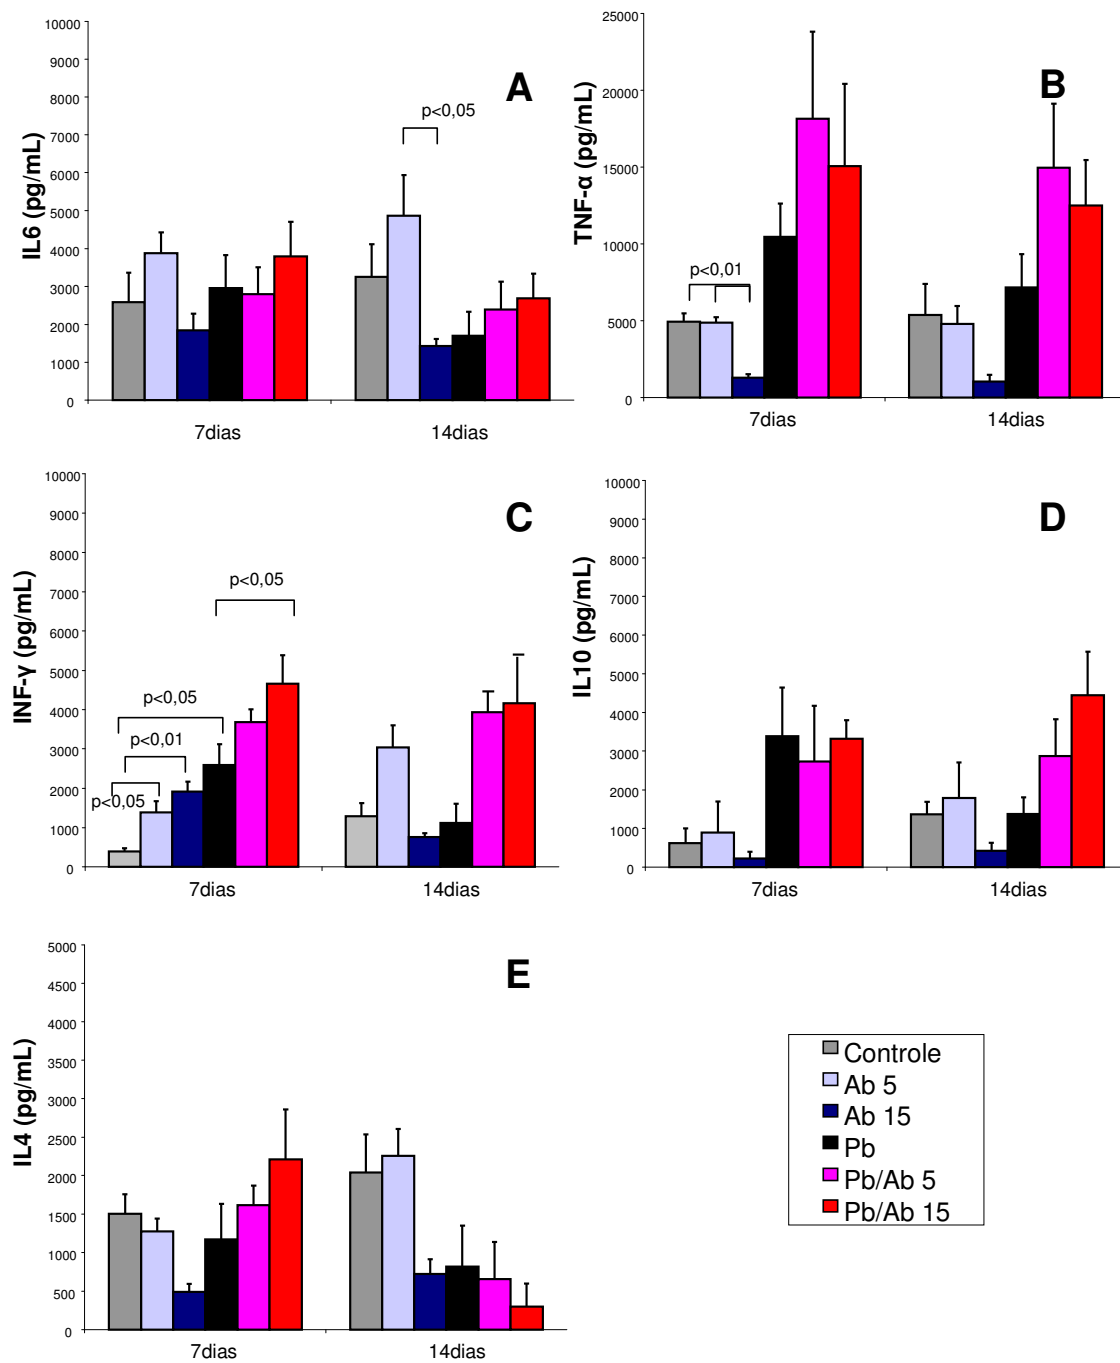 A
IL6 (pg/mL)
10000
9000
8000
7000
6000
5000
4000
3000
2000
1000
0
p<0,05
7dias
14dias
B
TNF-α (pg/mL)
25000
20000
15000
10000
5000
0
p<0,01
7dias
14dias
C
INF-γ (pg/mL)
10000
9000
8000
7000
6000
5000
4000
3000
2000
1000
0
p<0,05
p<0,05
p<0,01
p<0,05
7dias
14dias
D
IL10 (pg/mL)
10000
9000
8000
7000
6000
5000
4000
3000
2000
1000
0
7dias
14dias
E
IL4 (pg/mL)
5000
4500
4000
3500
3000
2500
2000
1500
1000
500
0
7dias
14dias
Controle
Ab 5
Ab 15
Pb
Pb/Ab 5
Pb/Ab 15